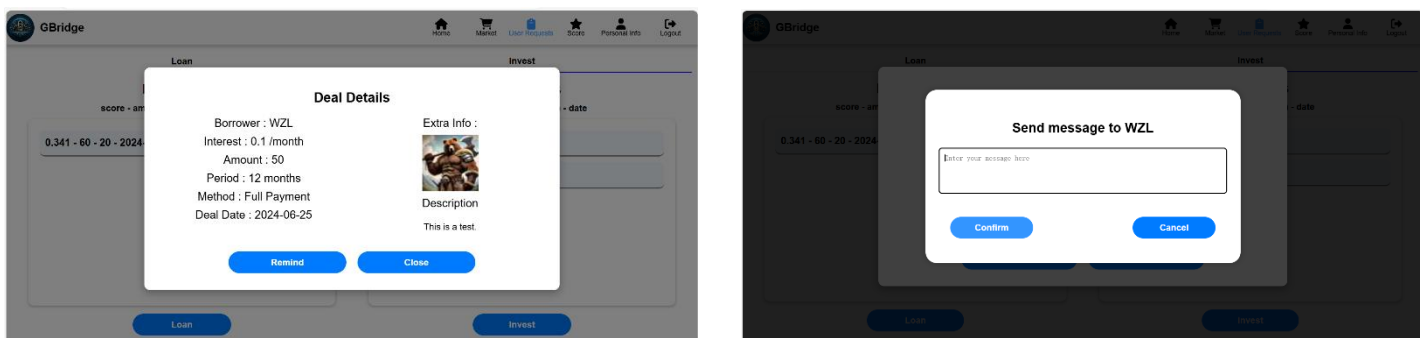 GBridge
Home Market User Requests Score Personal Info Logout
Loan Invest
Deal Details
score - am
- date
Borrower : WZL
Interest : 0.1 /month
Amount : 50
Period : 12 months
Method : Full Payment
Deal Date : 2024-06-25
Extra Info :
Description
This is a test.
0.341 - 60 - 20 - 2024-
Remind Close
Loan Invest
GBridge
Home Market User Requests Score Personal Info Logout
Loan Invest
score - am
- date
0.341 - 60 - 20 - 2024-
Send message to WZL
Enter your message here
Confirm Cancel
Loan Invest